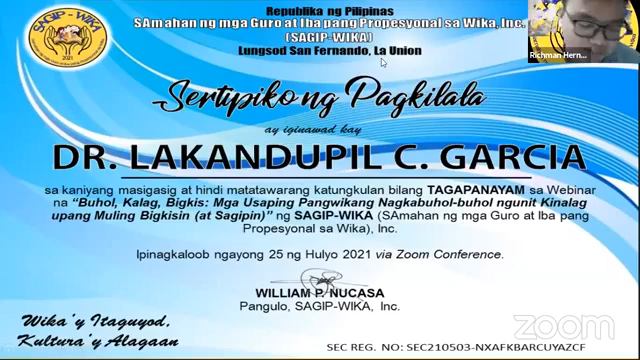 Republika ng Pilipinas
SAmahan ng mga Guro at Iba pang Propesyonal sa Wika, Inc.
(SAGIP-WIKA)
Lungsod San Fernando, La Union
SAGIP - WIKA
2021
Richman Hern...
Sertipiko ng Pagkilala
ay iginawad kay
DR. LAKANDUPIL C. GARCIA
sa kaniyang masigasig at hindi matatawarang katungkulan bilang TAGAPANAYAM sa Webinar
na “Buhol, Kalag, Bigkis: Mga Usaping Pangwikang Nagkabuhol-buhol ngunit Kinalag
upang Muling Bigkisin (at Sagipin)” ng SAGIP-WIKA (SAmahan ng mga Guro at Iba pang
Propesyonal sa Wika), Inc.
Ipinagkaloob ngayong 25 ng Hulyo 2021 via Zoom Conference.
WILLIAM P. NUCASA
Pangulo, SAGIP-WIKA, Inc.
Wika'y Itaguyod,
Kultura'y Alagaan
zoom
SEC REG. NO: SEC210503-NXAFKBARCUYAZCF